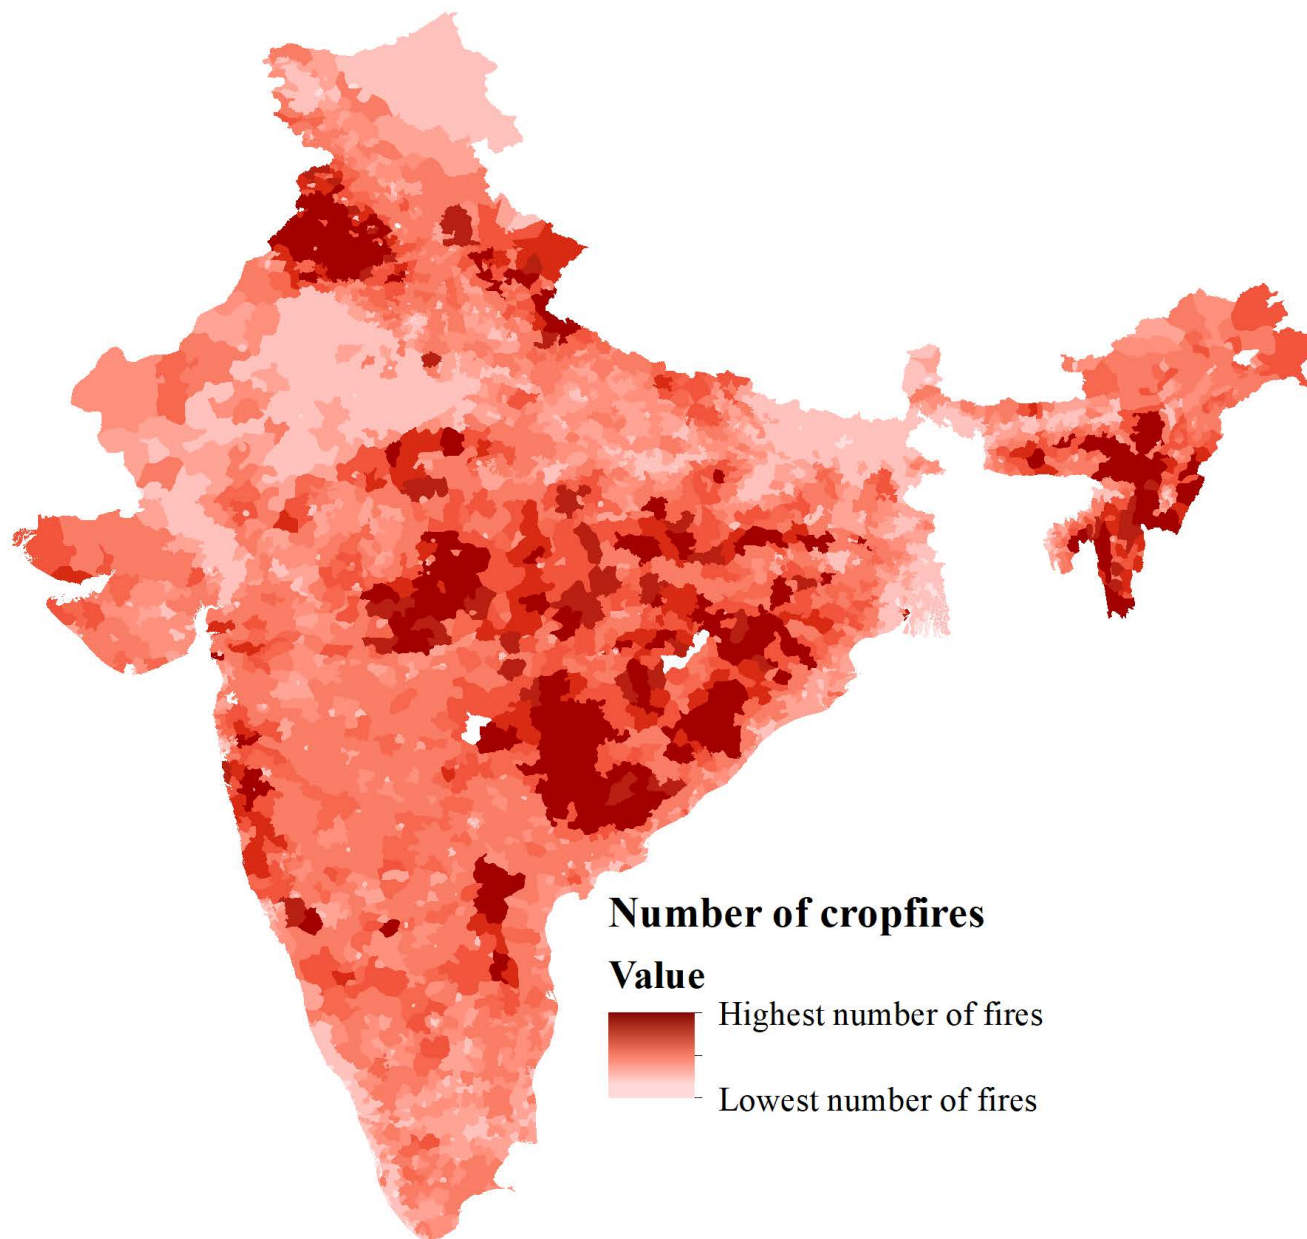 Number of cropfires
Value
Highest number of fires
Lowest number of fires